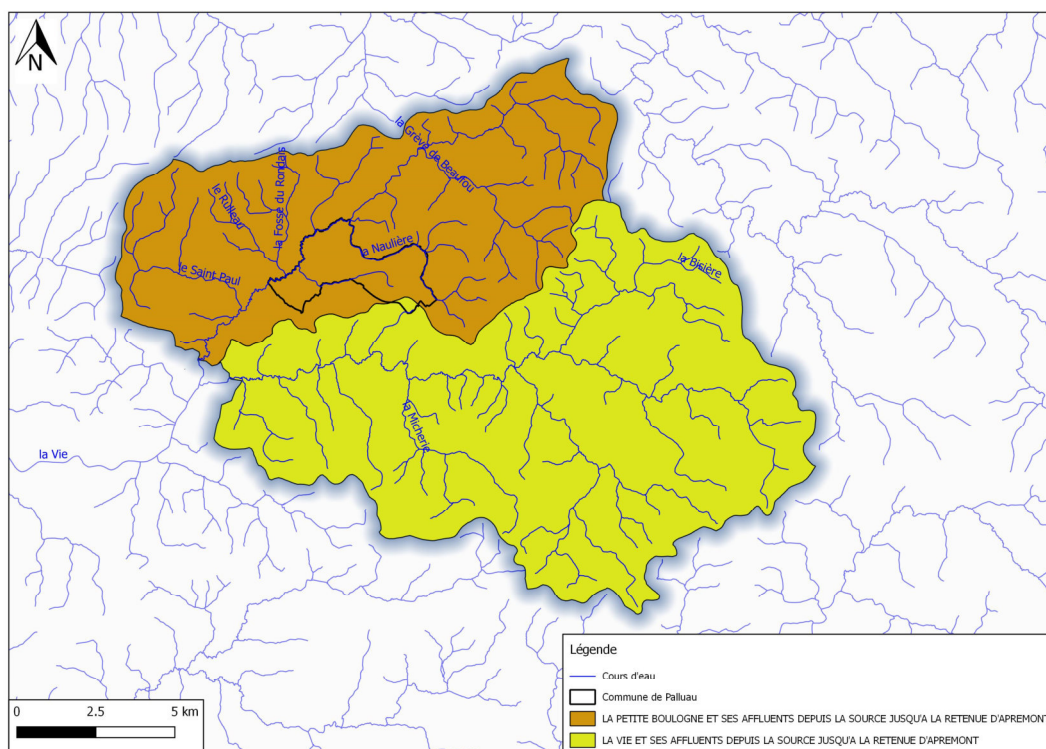 N
la Grève de Beaufou
la Fosse du Rondais
le Rulleau
la Naulière
le Saint Paul
la Bisière
la Micherie
la Vie
Légende
Cours d'eau
Commune de Palluau
LA PETITE BOULOGNE ET SES AFFLUENTS DEPUIS LA SOURCE JUSQU'A LA RETENUE D'APREMONT
LA VIE ET SES AFFLUENTS DEPUIS LA SOURCE JUSQU'A LA RETENUE D'APREMONT
0 2.5 5 km